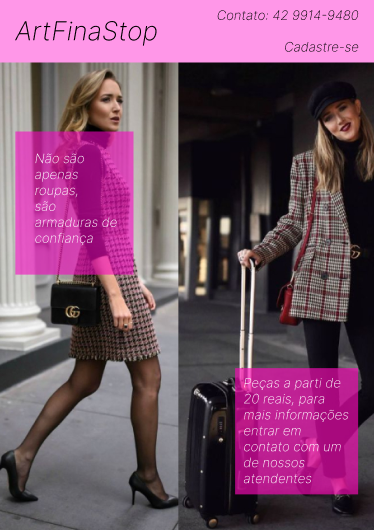 ArtFinaStop
Contato: 42 9914-9480
Cadastre-se
Não são
apenas
roupas,
são
armaduras de
confiança
Peças a parti de
20 reais, para
mais informações
entrar em
contato com um
de nossos
atendentes